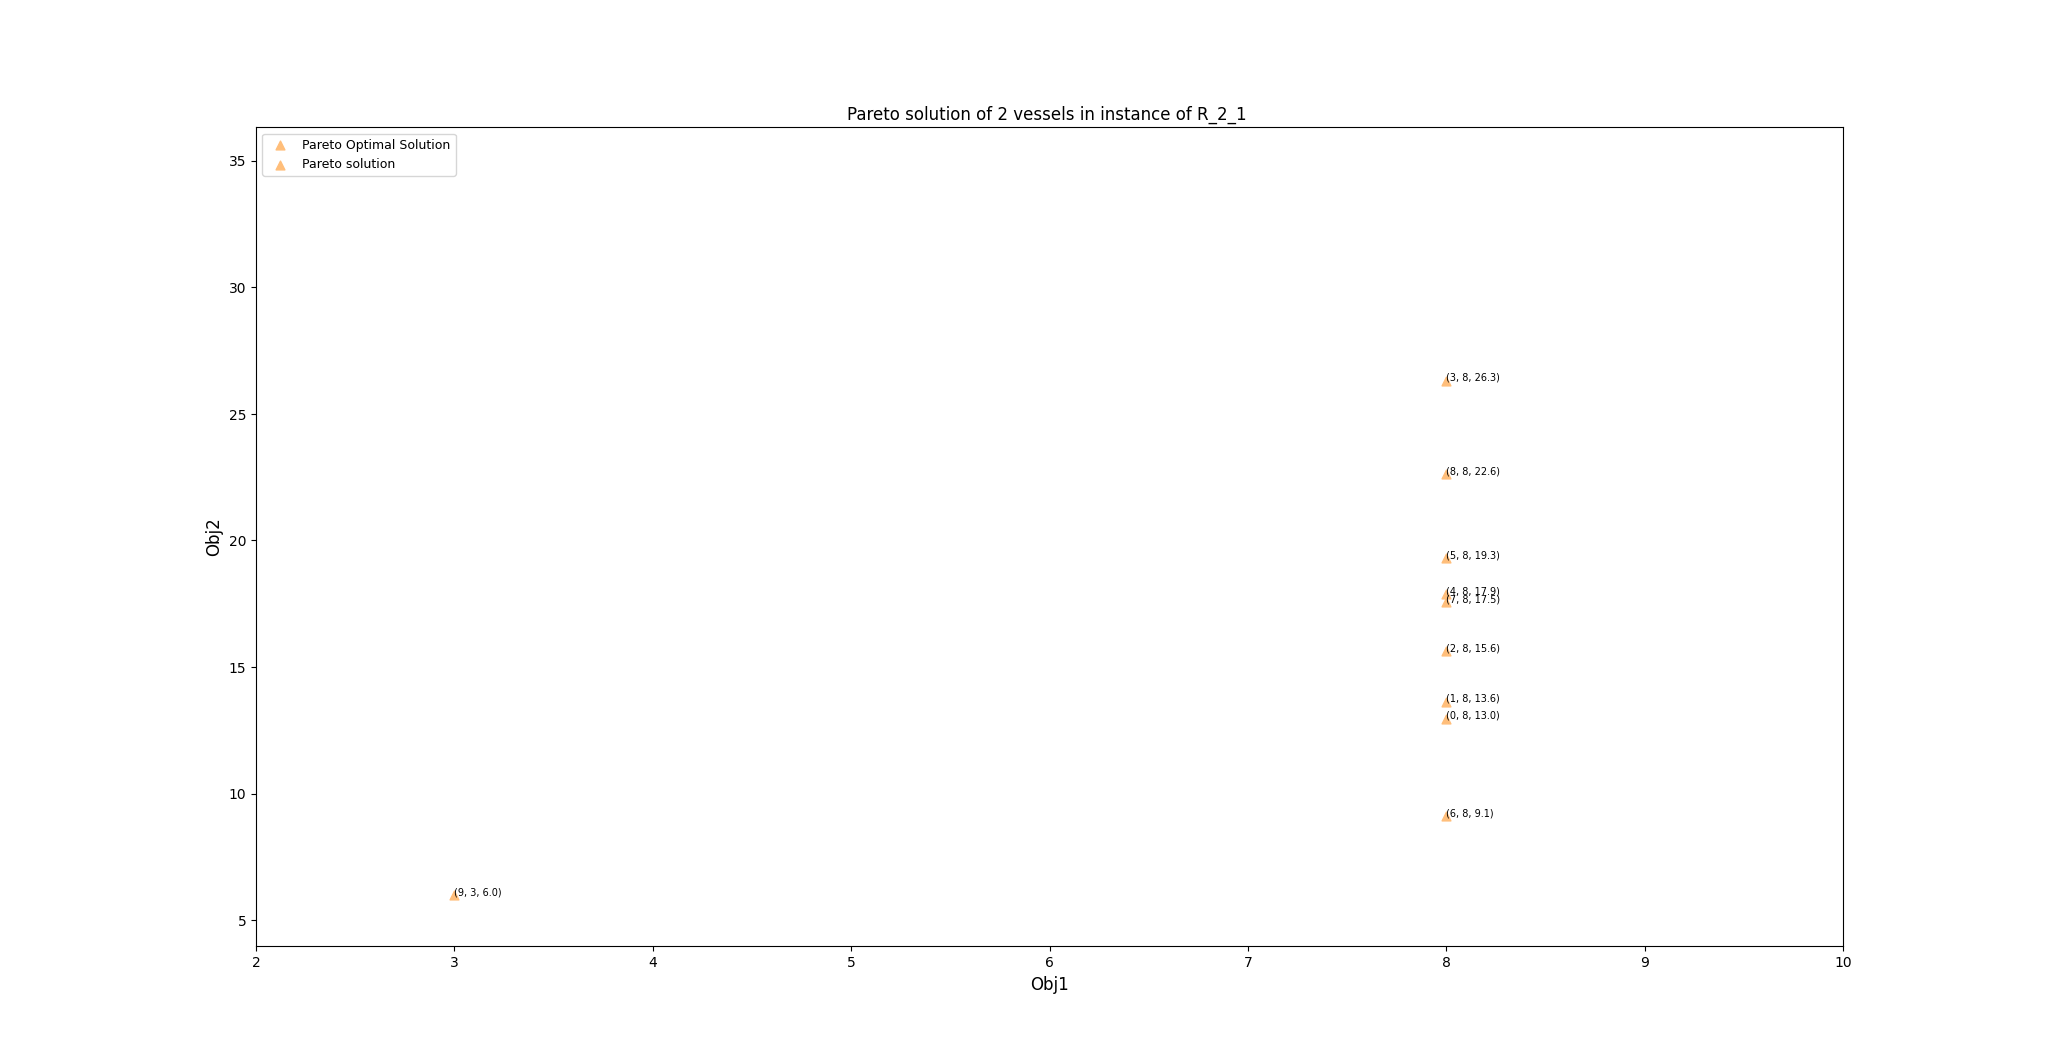 Pareto solution of 2 vessels in instance of R_2_1
Pareto Optimal Solution
Pareto solution
35
30
25
20
15
10
5
Obj2
(3, 8, 26.3)
(8, 8, 22.6)
(5, 8, 19.3)
(4, 8, 17.9)
(7, 8, 17.5)
(2, 8, 15.6)
(1, 8, 13.6)
(0, 8, 13.0)
(6, 8, 9.1)
(9, 3, 6.0)
2 3 4 5 6 7 8 9 10
Obj1